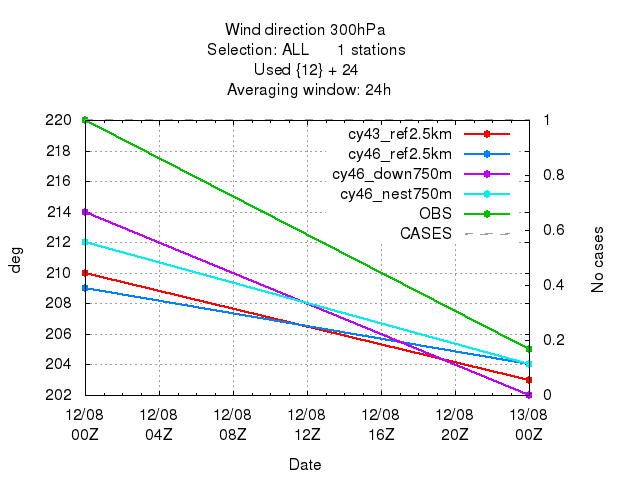 Wind direction 300hPa
Selection: ALL 1 stations
Used {12} + 24
Averaging window: 24h
220
218
216
214
212
210
208
206
204
202
deg
1
0.8
0.6
0.4
0.2
0
No cases
cy43_ref2.5km
cy46_ref2.5km
cy46_down750m
cy46_nest750m
OBS
CASES
12/08 12/08 12/08 12/08 12/08 12/08 13/08
00Z 04Z 08Z 12Z 16Z 20Z 00Z
Date